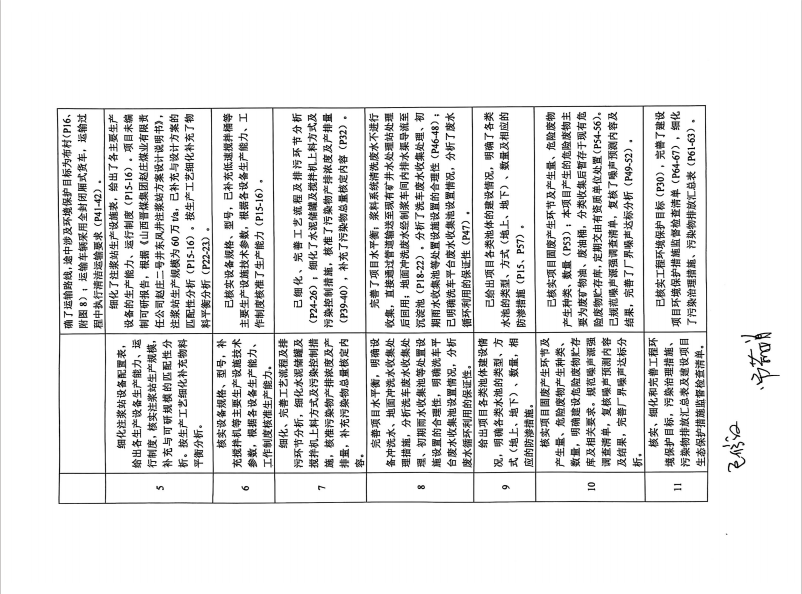 确了运输路线,途中涉及环境保护目标为布村(P16、
附图 8);运输车辆采用全封闭厢式货车,运输过
程中执行清洁运输要求(P41-42)。
5
细化注浆站设备配置表,
给出各生产设备生产能力、运
行制度,核实注浆站生产规模,
补充与可研规模的匹配性分
析。按生产工艺细化补充物料
平衡分析。
细化了注浆站生产设施表,给出了各主要生产
设备的生产能力、运行制度(P15-16)。项目未编
制可研报告,根据《山西晋煤集团赵庄煤业有限责
任公司赵庄二号井东风井注浆站方案设计说明书》,
注浆站生产规模为 60 万 t/a,已补充与设计方案的
匹配性分析(P15-16)。按生产工艺细化补充了物
料平衡分析(P22-23)。
6
核实设备规格、型号,补
充搅拌机等主要生产设施技术
参数,根据各设备生产能力、
工作制度核准生产能力。
已核实设备规格、型号,已补充低速搅拌桶等
主要生产设施技术参数,根据各设备生产能力、工
作制度核准了生产能力(P15-16)。
7
细化、完善工艺流程及排
污环节分析,细化水泥储罐及
搅拌机上料方式及污染控制措
施,核准污染物产排浓度及产
排量,补充污染物总量核定内
容。
已细化、完善工艺流程及排污环节分析
(P24-26);细化了水泥储罐及搅拌机上料方式及
污染控制措施,核准了污染物产排浓度及产排量
(P39-40),补充了污染物总量核定内容(P32)。
8
完善项目水平衡,明确设
备冲洗水、地面冲洗水收集处
理措施,分析洗车废水收集处
理、初期雨水收集池等处置设
施设置的合理性,明确洗车平
台废水收集池设置情况,分析
废水循环利用的保证性。
完善了项目水平衡;浆料系统清洗废水不进行
收集,直接通过管道输送至现有矿井水处理站处理
后回用;地面冲洗废水经制浆车间内排水渠导流至
沉淀池(P18-22)。分析了洗车废水收集处理、初
期雨水收集池等处置设施设置的合理性(P46-48);
已明确洗车平台废水收集池设置情况,分析了废水
循环利用的保证性(P47)。
9
给出项目各类池体建设情
况,明确各类水池的类型、方
式(地上、地下)、数量、相
应的防渗措施。
已给出项目各类池体的建设情况,明确了各类
水池的类型、方式(地上、地下)、数量及相应的
防渗措施(P15、P57)。
10
核实项目固废产生环节及
产生量、危险废物产生种类、
数量,明确建设危险废物贮存
库及相关要求。规范噪声源强
调查清单,复核噪声预测内容
及结果,完善厂界噪声达标分
析。
已核实项目固废产生环节及产生量、危险废物
产生种类、数量(P53);本项目产生的危险废物主
要为废矿物油、废油桶,分类收集后暂存于现有危
险废物贮存库,定期交由有资质单位处置(P54-56)。
已规范噪声源强调查清单,复核了噪声预测内容及
结果,完善了厂界噪声达标分析(P49-52)。
11
核实、细化和完善工程环
境保护目标,污染治理措施、
污染物排放汇总表及建设项目
生态保护措施监督检查清单。
已核实工程环境保护目标(P30),完善了建设
项目环境保护措施监督检查清单(P64-67),细化
了污染治理措施、污染物排放汇总表(P61-63)。